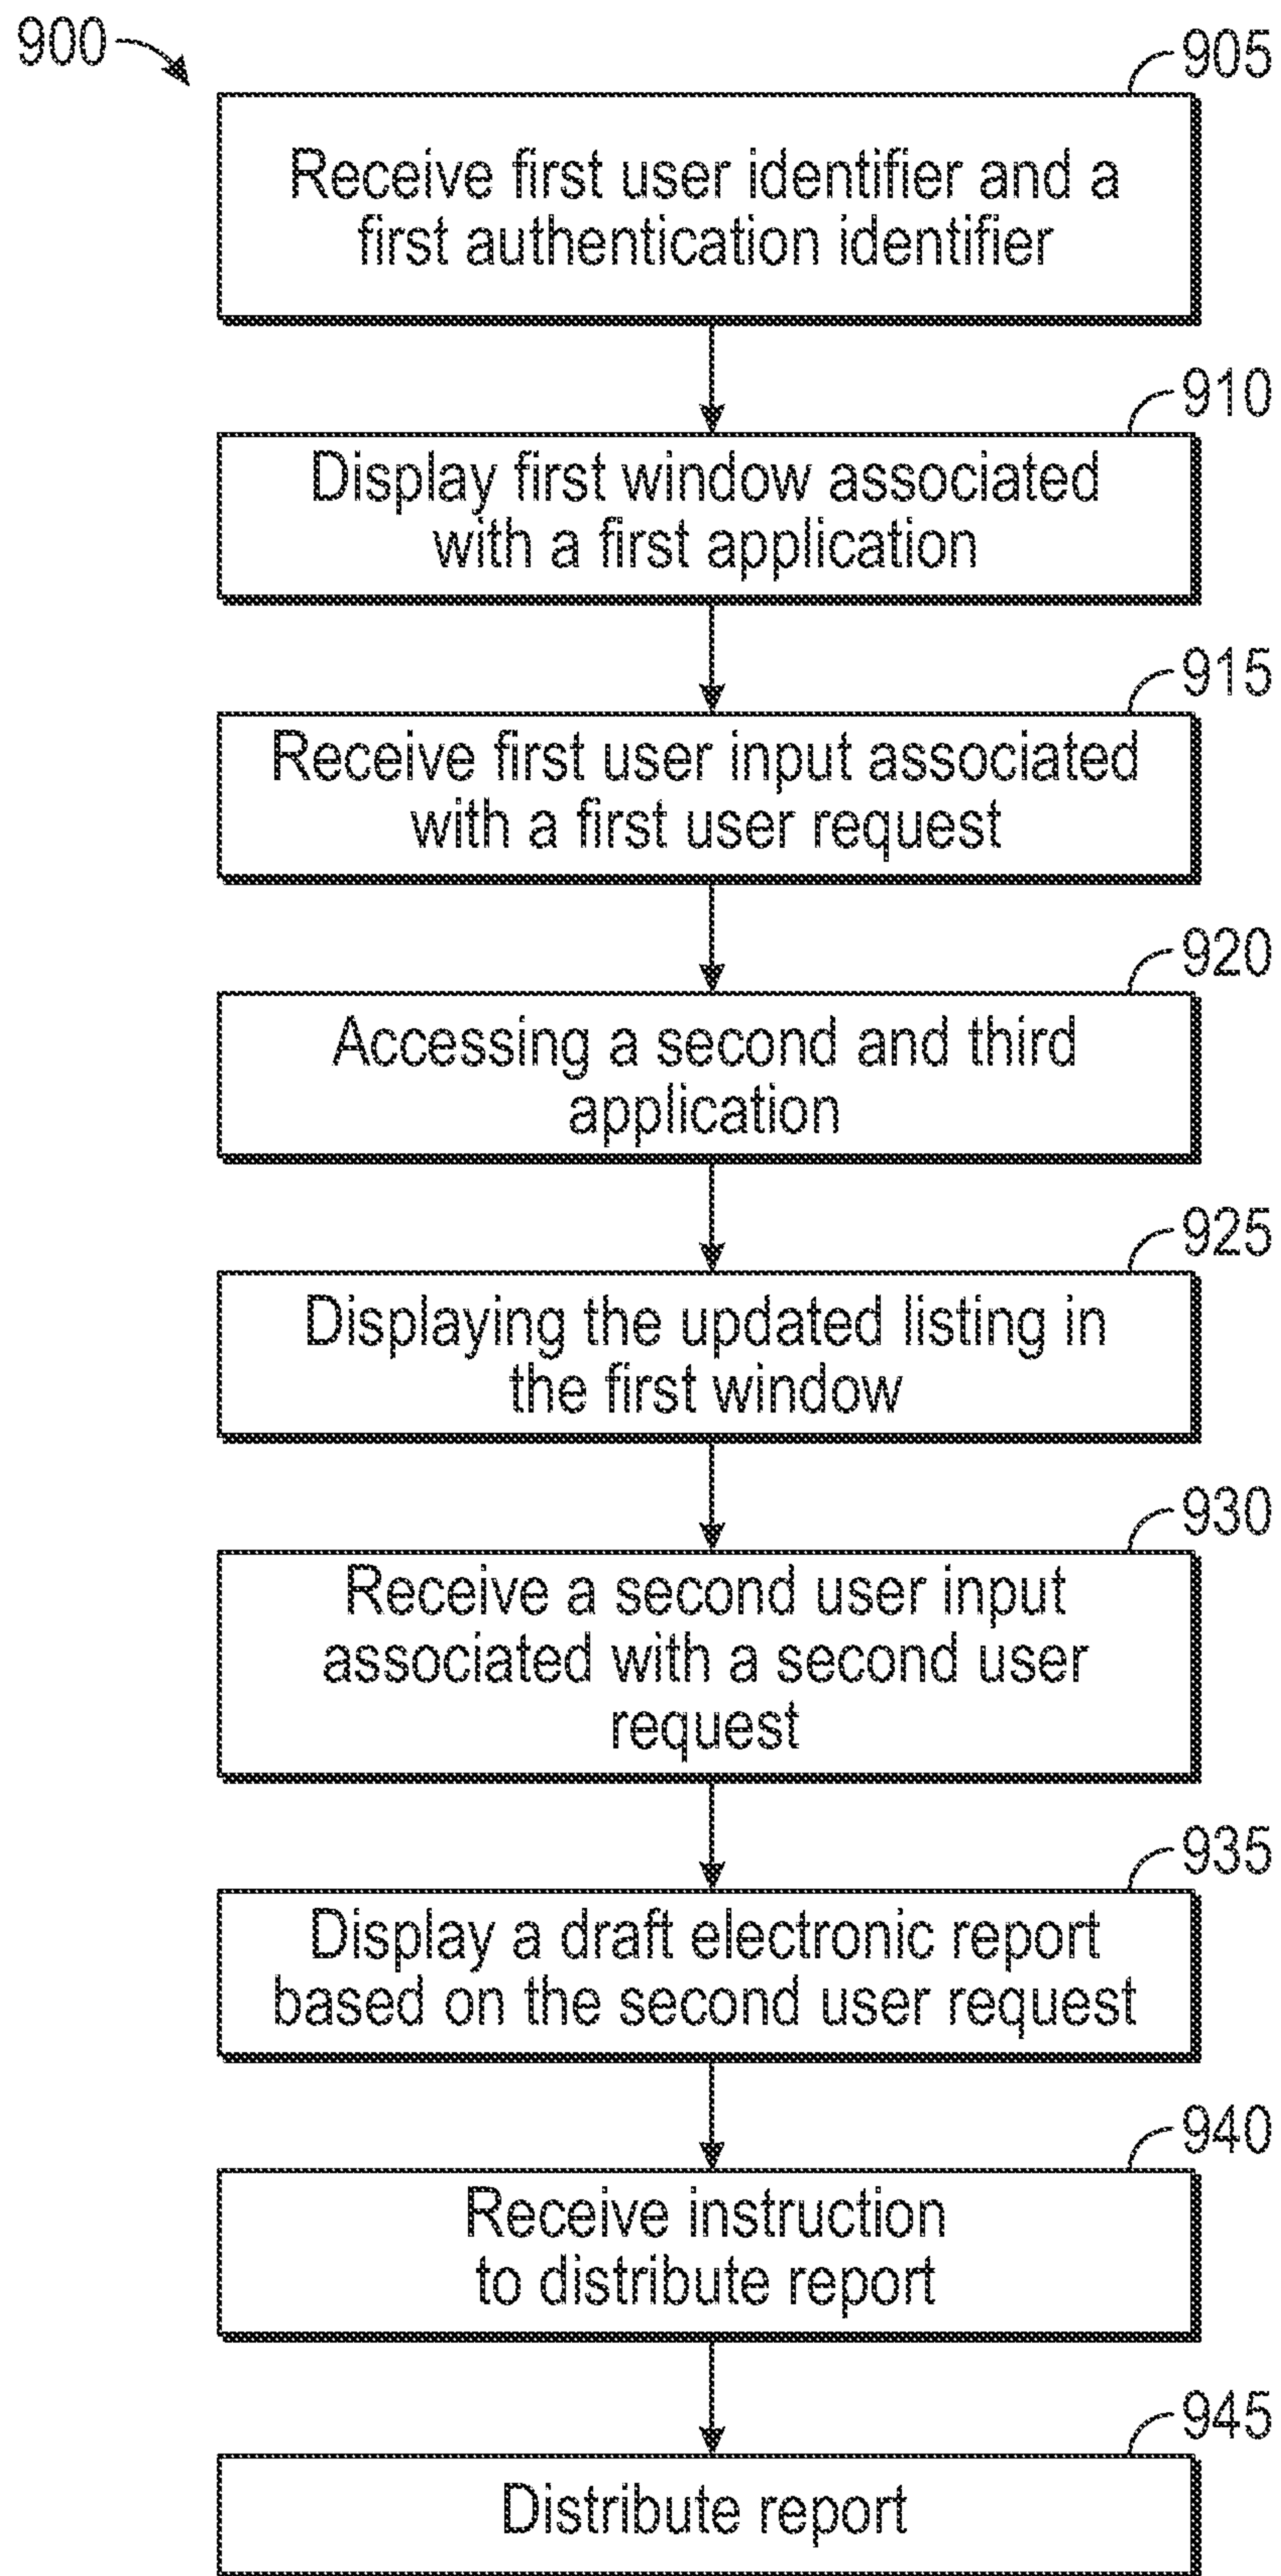 900
905
Receive first user identifier and a
first authentication identifier
910
Display first window associated
with a first application
915
Receive first user input associated
with a first user request
920
Accessing a second and third
application
925
Displaying the updated listing in
the first window
930
Receive a second user input
associated with a second user
request
935
Display a draft electronic report
based on the second user request
940
Receive instruction
to distribute report
945
Distribute report